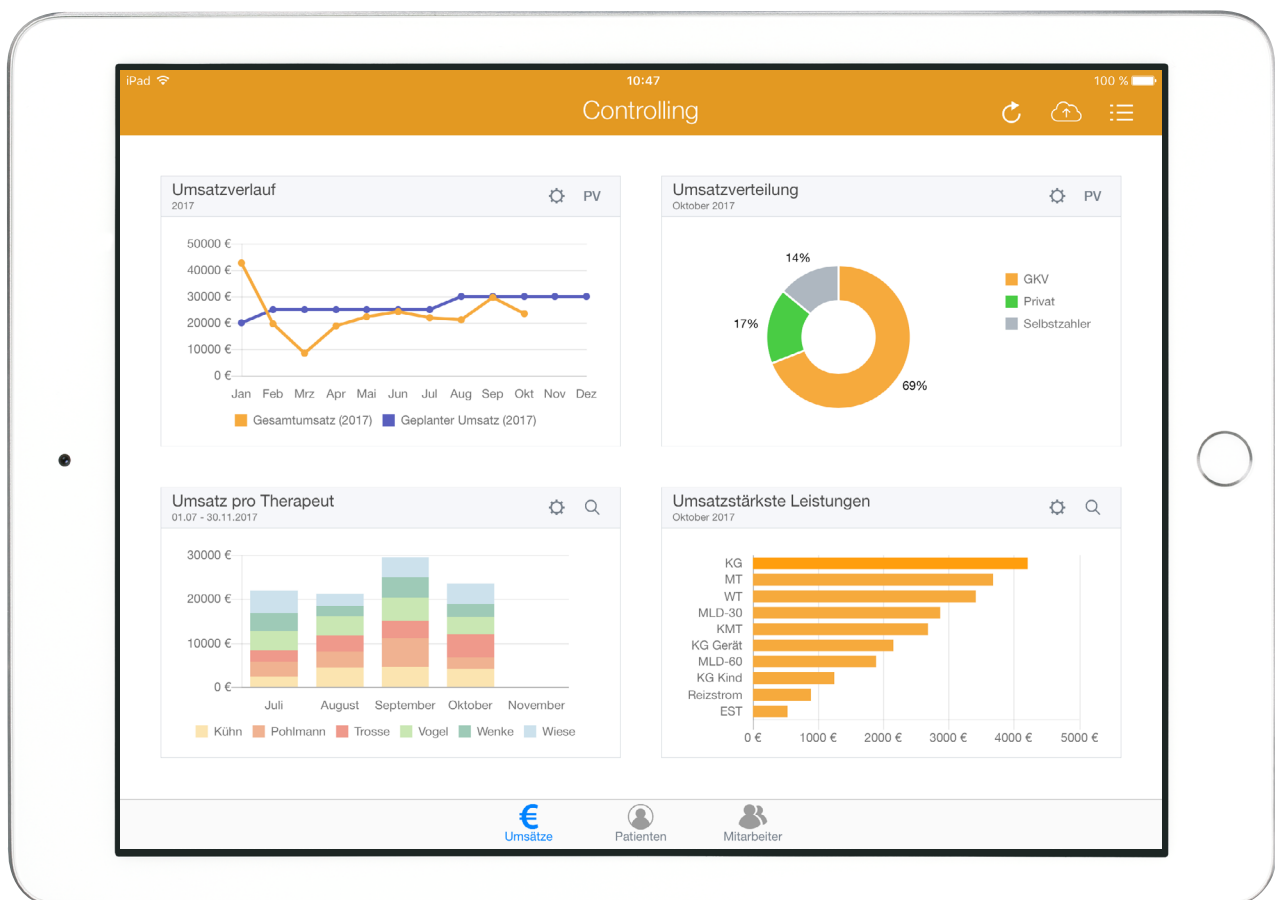 iPad 10:47 100 %
Controlling
Umsatzverlauf
2017
PV
50000 €
40000 €
30000 €
20000 €
10000 €
0 €
Jan Feb Mrz Apr Mai Jun Jul Aug Sep Okt Nov Dez
Gesamtumsatz (2017) Geplanter Umsatz (2017)
Umsatzverteilung
Oktober 2017
PV
14%
17%
69%
GKV
Privat
Selbstzahler
Umsatz pro Therapeut
01.07 - 30.11.2017
30000 €
20000 €
10000 €
0 €
Juli August September Oktober November
Kühn Pohlmann Trosse Vogel Wenke Wiese
Umsatzstärkste Leistungen
Oktober 2017
KG
MT
WT
MLD-30
KMT
KG Gerät
MLD-60
KG Kind
Reizstrom
EST
0 € 1000 € 2000 € 3000 € 4000 € 5000 €
€
Umsätze Patienten Mitarbeiter